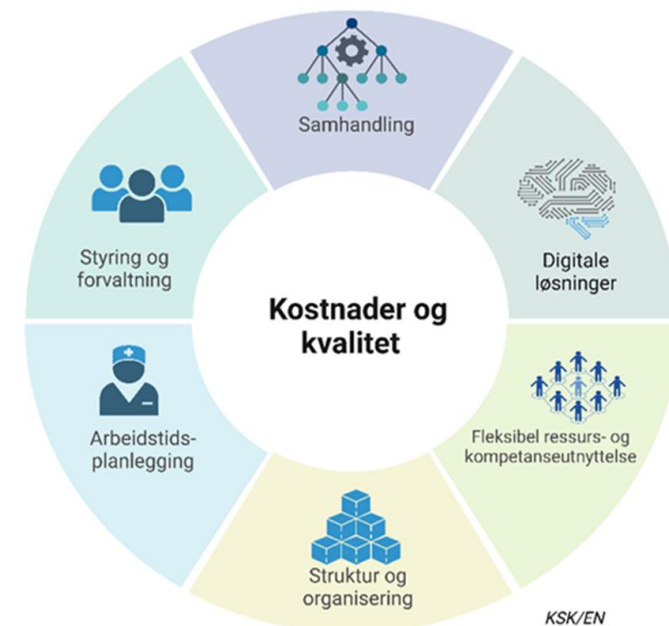 Samhandling
Digitale
løsninger
Fleksibel ressurs- og
kompetanseutnyttelse
Struktur og
organisering
Arbeidstids-
planlegging
Styring og
forvaltning
Kostnader og
kvalitet
KSK/EN